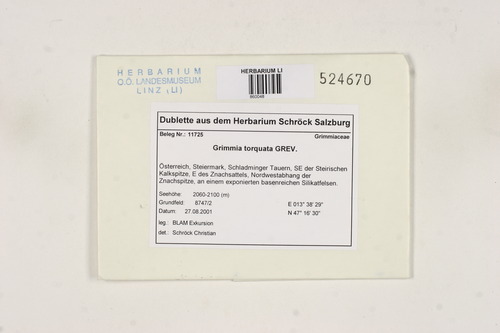 HERBARIUM
O.Ö. LANDESMUSEUM
LINZ (LI)
HERBARIUM LI
524670
Dublette aus dem Herbarium Schröck Salzburg
Beleg Nr.: 11725 Grimmiaceae
Grimmia torquata GREV.
Österreich, Steiermark, Schladminger Tauern, SE der Steirischen
Kalkspitze, E des Znachsattels, Nordwestabhang der
Znachspitze, an einem exponierten basenreichen Silikatfelsen.
Seehöhe: 2060-2100 (m)
Grundfeld: 8747/2 E 013° 38' 29"
Datum: 27.08.2001 N 47° 16' 30"
leg.: BLAM Exkursion
det.: Schröck Christian